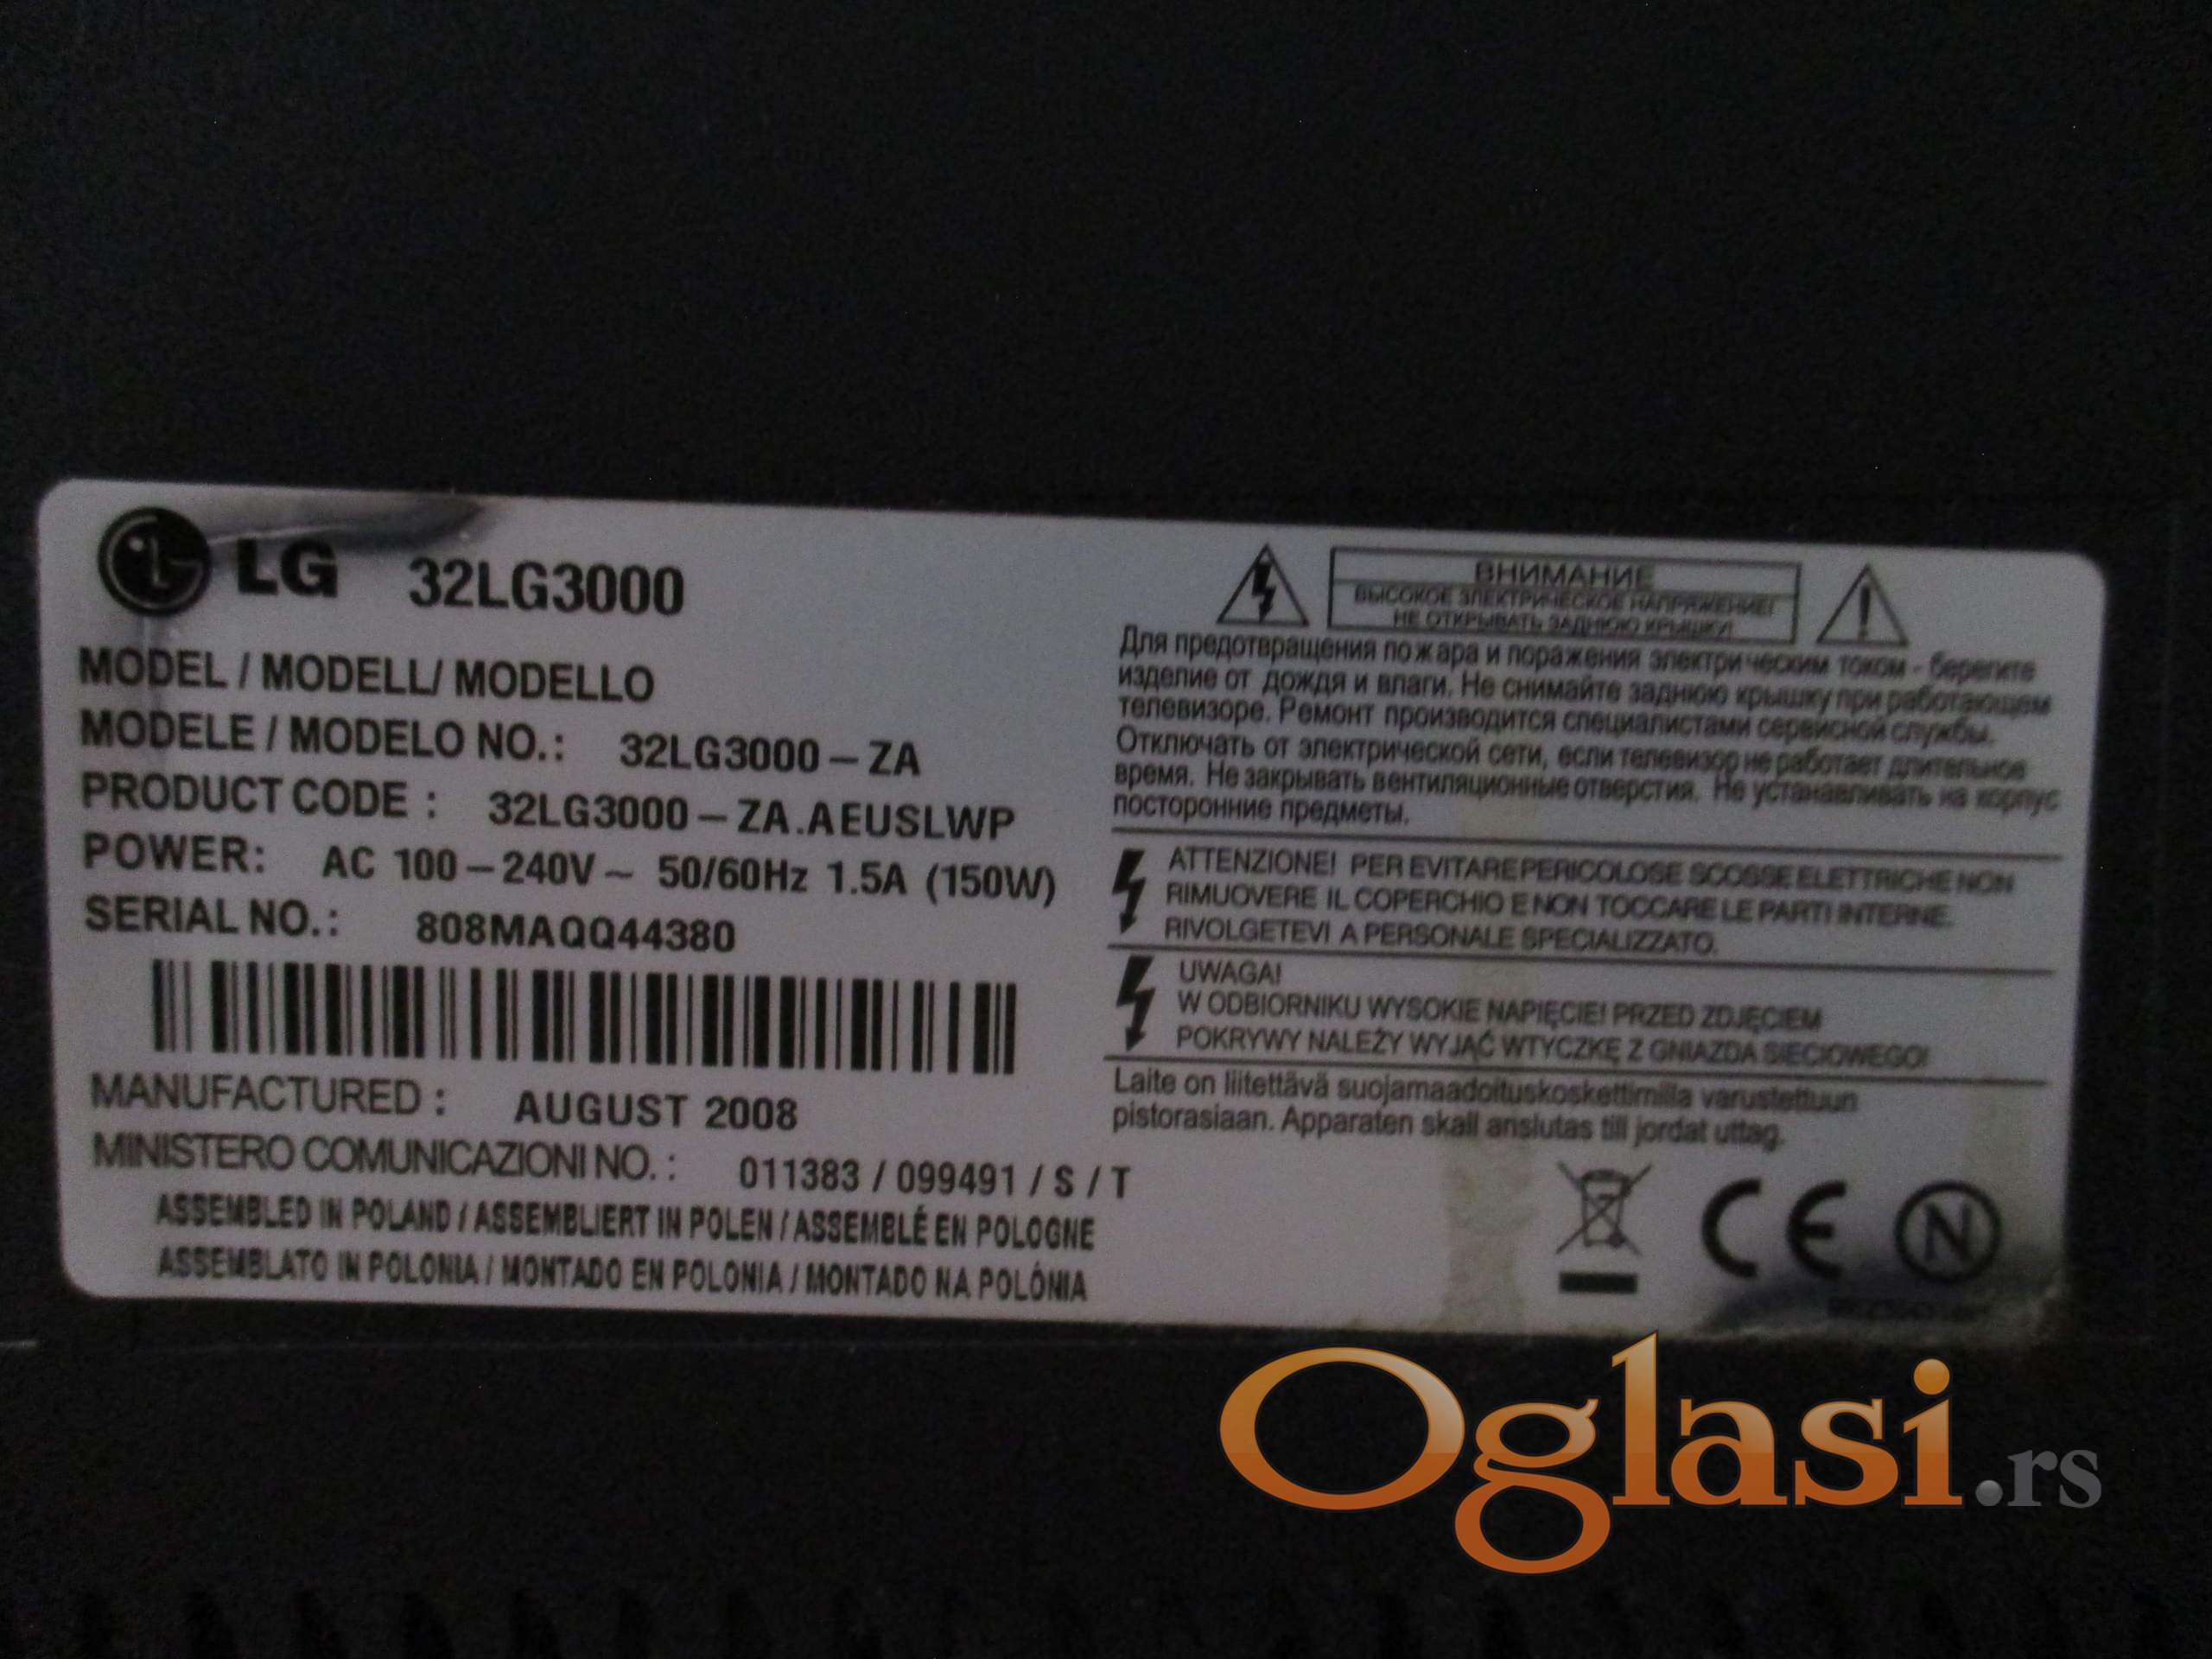 LG 32LG3000
MODEL / MODELL/ MODELLO
MODELE / MODELO NO.: 32LG3000-ZA
PRODUCT CODE : 32LG3000-ZA.AEUSLWP
POWER: AC 100-240V~ 50/60Hz 1.5A (150W)
SERIAL NO.: 808MAQQ44380
MANUFACTURED : AUGUST 2008
MINISTERO COMUNICAZIONI NO. : 011383 / 099491 / S / T
ASSEMBLED IN POLAND / ASSEMBLIERT IN POLEN / ASSEMBLÉ EN POLOGNE
ASSEMBLATO IN POLONIA / MONTADO EN POLONIA / MONTADO NA POLÓNIA
ВНИМАНИЕ
ВЫСОКОЕ ЭЛЕКТРИЧЕСКОЕ НАПРЯЖЕНИЕ!
НЕ ОТКРЫВАТЬ ЗАДНЮЮ КРЫШКУ!
Для предотвращения пожара и поражения электрическим током - берегите
изделие от дождя и влаги. Не снимайте заднюю крышку при работающем
телевизоре. Ремонт производится специалистами сервисной службы.
Отключать от электрической сети, если телевизор не работает длительное
время. Не закрывать вентиляционные отверстия. Не устанавливать на корпус
посторонние предметы.
ATTENZIONE! PER EVITARE PERICOLOSE SCOSSE ELETTRICHE NON
RIMUOVERE IL COPERCHIO E NON TOCCARE LE PARTI INTERNE.
RIVOLGETEVI A PERSONALE SPECIALIZZATO.
UWAGA!
W ODBIORNIKU WYSOKIE NAPIĘCIE! PRZED ZDJĘCIEM
POKRYWY NALEŻY WYJĄĆ WTYCZKĘ Z GNIAZDA SIECIOWEGO!
Laite on liitettävä suojamaadoituskoskettimilla varustettuun
pistorasiaan. Apparaten skall anslutas till jordat uttag.
CE N
Oglasi.rs